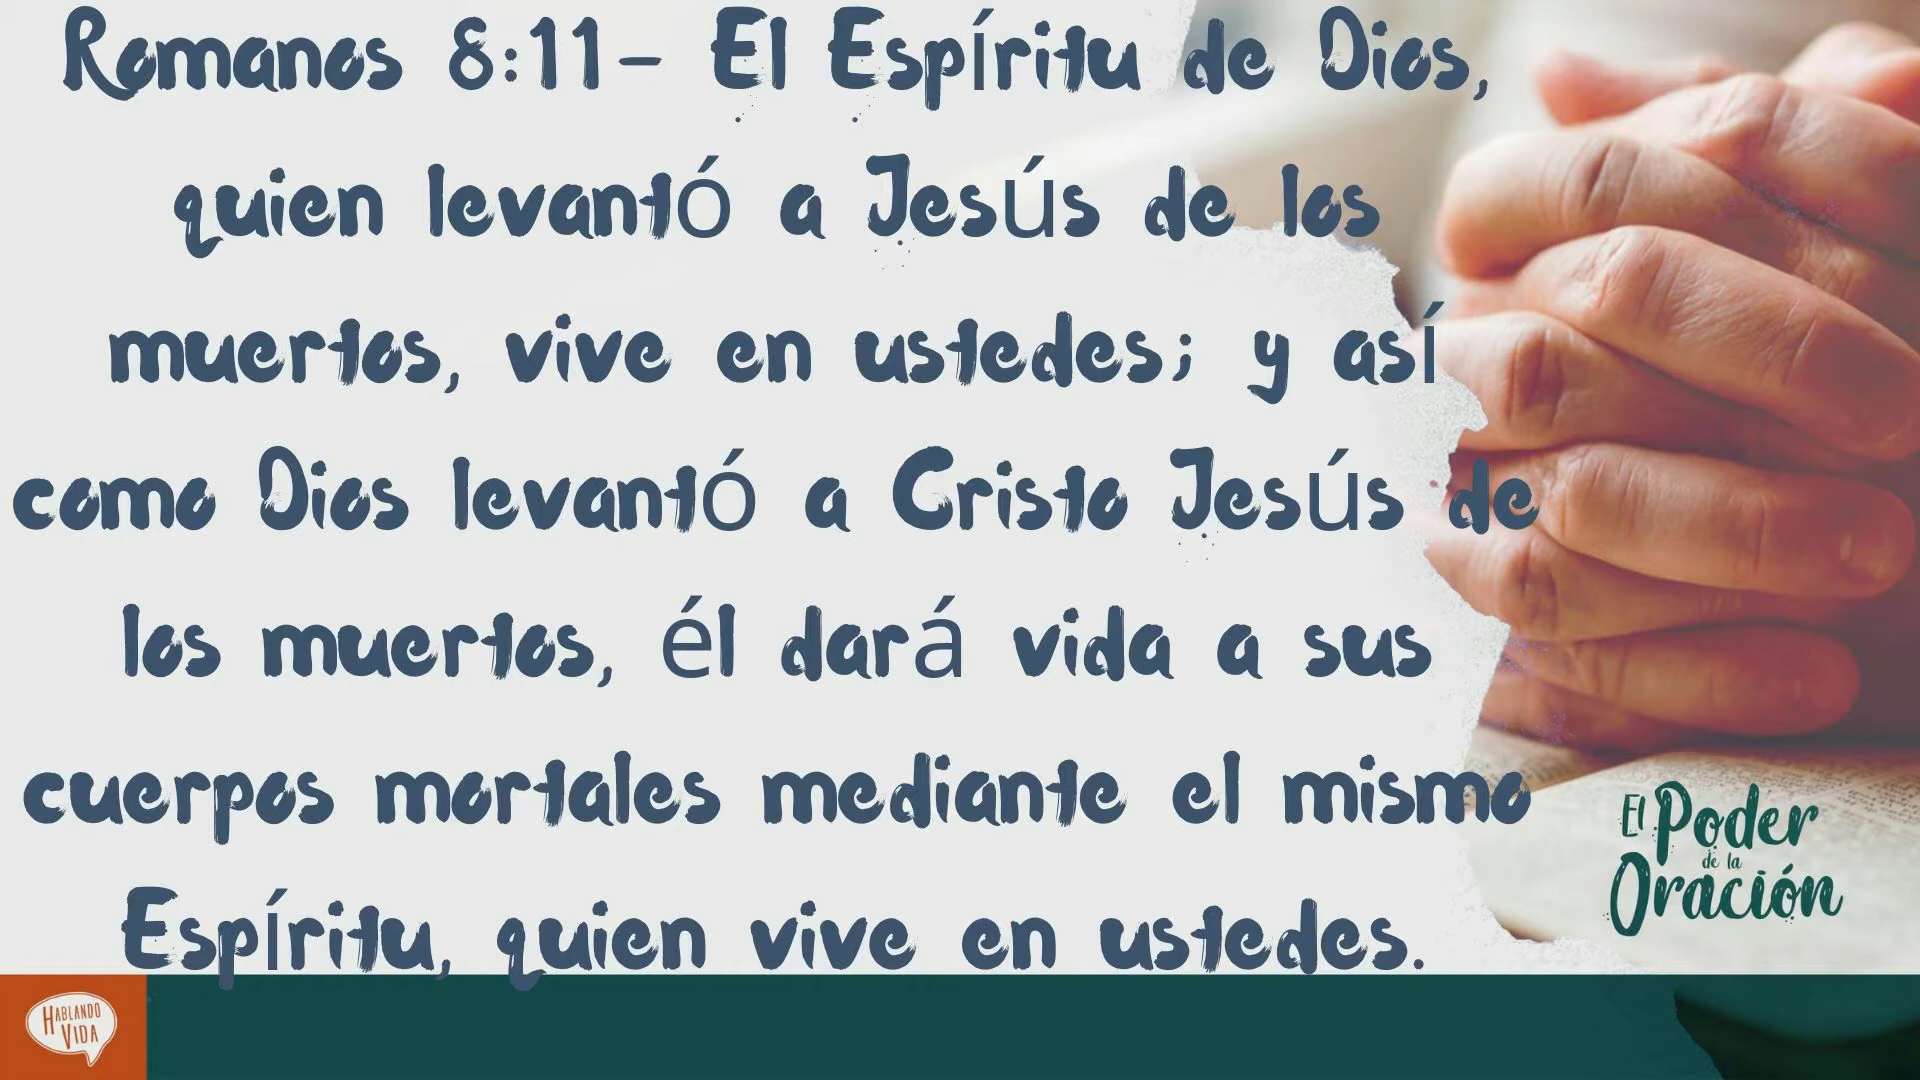 Romanos 8:11- El Espíritu de Dios,
quien levantó a Jesús de los
muertos, vive en ustedes; y así
como Dios levantó a Cristo Jesús de
los muertos, él dará vida a sus
cuerpos mortales mediante el mismo
Espíritu, quien vive en ustedes.
El Poder
de la
Oración
HABLANDO
VIDA